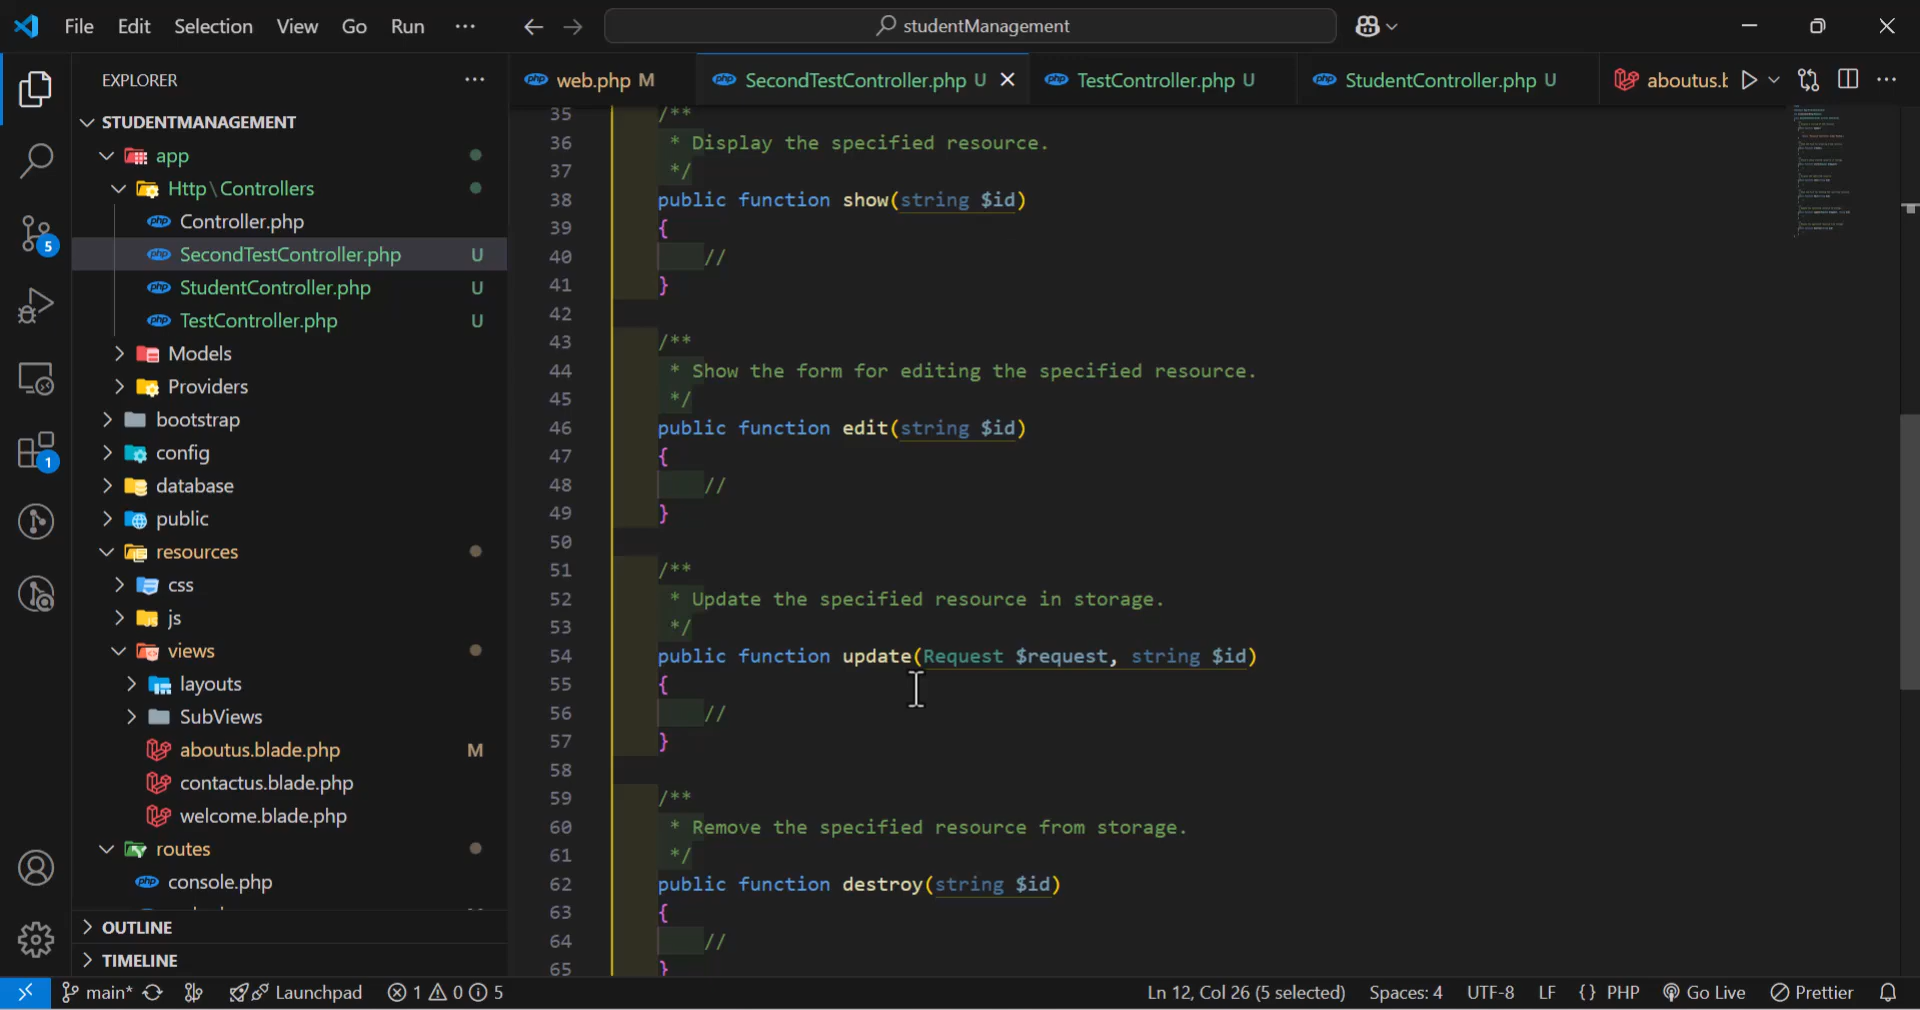 File Edit Selection View Go Run ···
studentManagement
EXPLORER ···
STUDENTMANAGEMENT
app
Http\Controllers
Controller.php
SecondTestController.php U
StudentController.php U
TestController.php U
Models
Providers
bootstrap
config
database
public
resources
css
js
views
layouts
SubViews
aboutus.blade.php M
contactus.blade.php
welcome.blade.php
routes
console.php
OUTLINE
TIMELINE
5
1
web.php M
SecondTestController.php U
TestController.php U
StudentController.php U
aboutus.b
35 /**
36 * Display the specified resource.
37 */
38 public function show(string $id)
39 {
40 //
41 }
42
43 /**
44 * Show the form for editing the specified resource.
45 */
46 public function edit(string $id)
47 {
48 //
49 }
50
51 /**
52 * Update the specified resource in storage.
53 */
54 public function update(Request $request, string $id)
55 {
56 //
57 }
58
59 /**
60 * Remove the specified resource from storage.
61 */
62 public function destroy(string $id)
63 {
64 //
65 }
main* Launchpad 1 0 5 Ln 12, Col 26 (5 selected) Spaces: 4 UTF-8 LF {} PHP Go Live Prettier